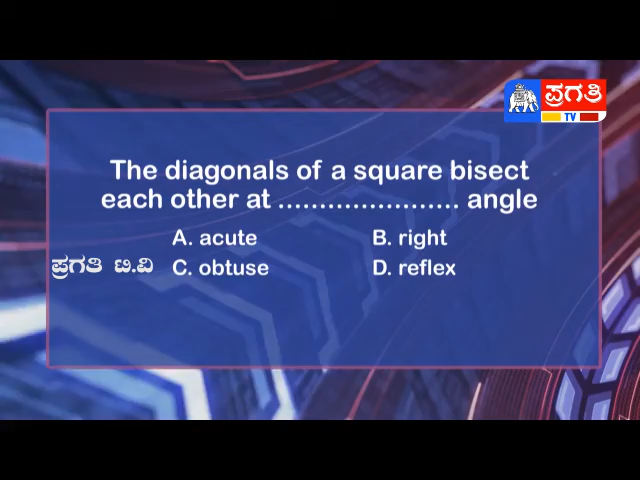 ಪ್ರಗತಿ
TV
The diagonals of a square bisect
each other at ...................... angle
A. acute B. right
ಪ್ರಗತಿ ಟಿ.ವಿ C. obtuse D. reflex